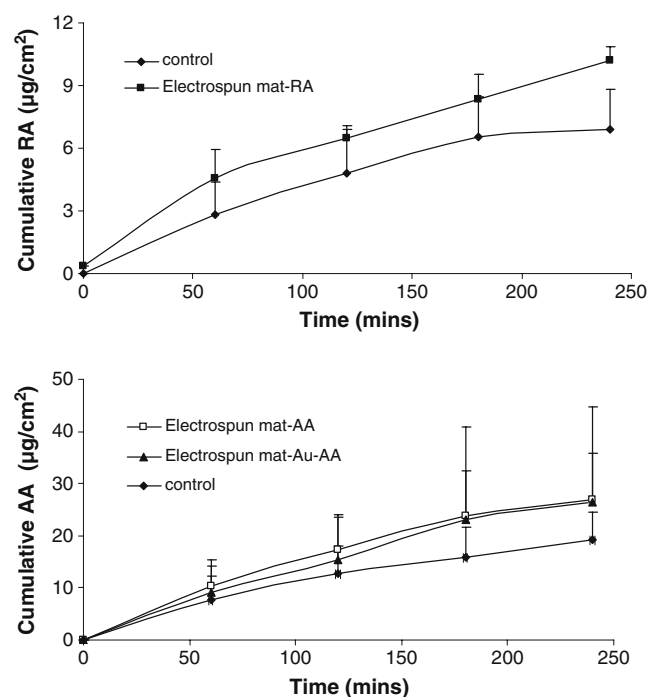 12
9
6
3
0
Cumulative RA (µg/cm²)
control
Electrospun mat-RA
0 50 100 150 200 250
Time (mins)
50
40
30
20
10
0
Cumulative AA (µg/cm²)
Electrospun mat-AA
Electrospun mat-Au-AA
control
0 50 100 150 200 250
Time (mins)